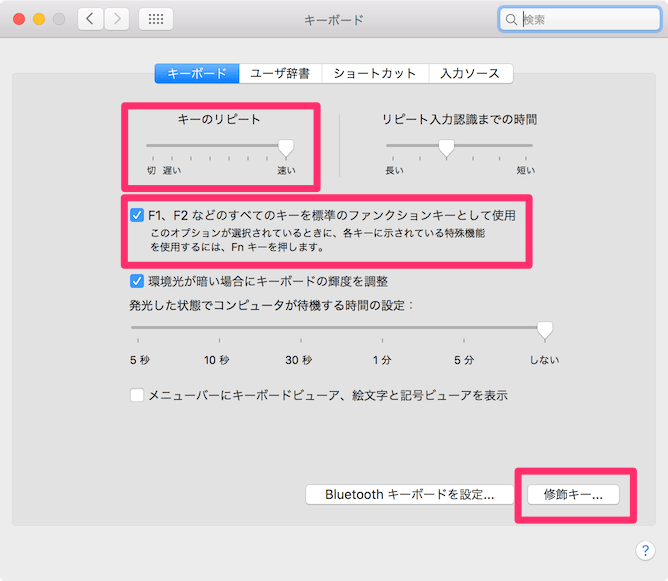 キーボード
検索
キーボード ユーザ辞書 ショートカット 入力ソース
キーのリピート リピート入力認識までの時間
切 遅い 速い 長い 短い
F1、F2 などのすべてのキーを標準のファンクションキーとして使用
このオプションが選択されているときに、各キーに示されている特殊機能
を使用するには、Fn キーを押します。
環境光が暗い場合にキーボードの輝度を調整
発光した状態でコンピュータが待機する時間の設定：
5 秒 10 秒 30 秒 1 分 5 分 しない
メニューバーにキーボードビューア、絵文字と記号ビューアを表示
Bluetooth キーボードを設定... 修飾キー...
?